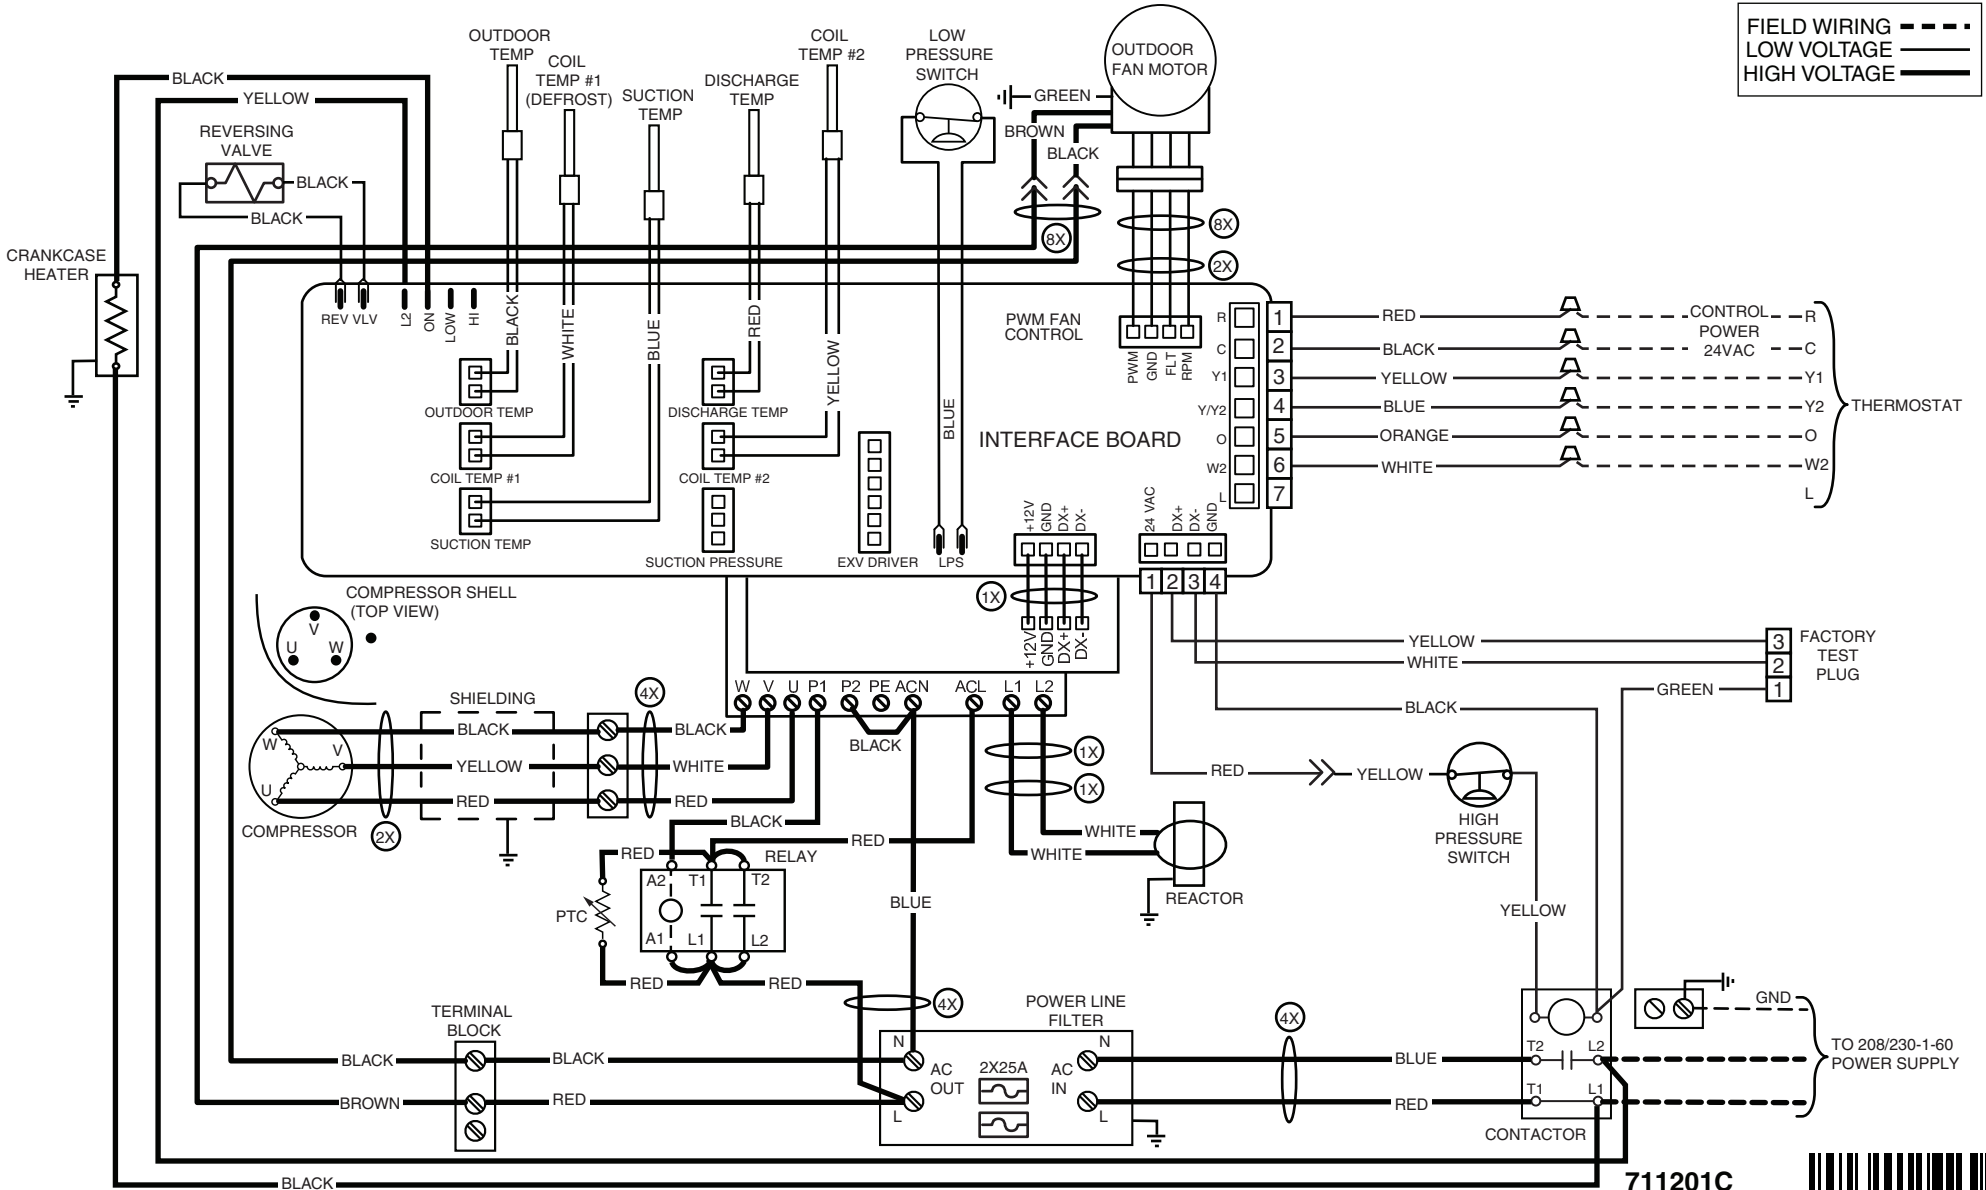 FIELD WIRING
LOW VOLTAGE
HIGH VOLTAGE
OUTDOOR
TEMP
COIL
TEMP #1
(DEFROST)
SUCTION
TEMP
DISCHARGE
TEMP
COIL
TEMP #2
LOW
PRESSURE
SWITCH
OUTDOOR
FAN MOTOR
GREEN
BROWN
BLACK
8X
8X
2X
BLACK
YELLOW
REVERSING
VALVE
BLACK
BLACK
CRANKCASE
HEATER
REV VLV
L2
ON
LOW
HI
BLACK
WHITE
BLUE
RED
YELLOW
BLUE
OUTDOOR TEMP
COIL TEMP #1
SUCTION TEMP
DISCHARGE TEMP
COIL TEMP #2
SUCTION PRESSURE
EXV DRIVER
LPS
PWM FAN
CONTROL
PWM
GND
FLT
RPM
INTERFACE BOARD
R 1 RED
C 2 BLACK
Y1 3 YELLOW
Y/Y2 4 BLUE
O 5 ORANGE
W2 6 WHITE
L 7
CONTROL
POWER
24VAC
R
C
Y1
Y2
O
W2
L
THERMOSTAT
+12V
GND
DX+
DX-
24 VAC
DX+
DX-
GND
1 2 3 4
1X
+12V
GND
DX+
DX-
YELLOW
WHITE
GREEN
BLACK
3
2
1
FACTORY
TEST
PLUG
COMPRESSOR SHELL
(TOP VIEW)
V
U
W
W V U P1 P2 PE ACN ACL L1 L2
SHIELDING
4X
BLACK
BLACK
YELLOW
WHITE
RED
RED
W
V
U
COMPRESSOR
2X
BLACK
1X
1X
BLACK
RED
RED
RELAY
A2 T1 T2
A1 L1 L2
PTC
RED
RED
BLUE
WHITE
WHITE
REACTOR
RED
YELLOW
HIGH
PRESSURE
SWITCH
YELLOW
4X
TERMINAL
BLOCK
BLACK
BLACK
BROWN
RED
POWER LINE
FILTER
N
AC
OUT
L
2X25A
N
AC
IN
L
4X
BLUE
RED
T2
L2
T1
L1
CONTACTOR
GND
TO 208/230-1-60
POWER SUPPLY
BLACK
711201C